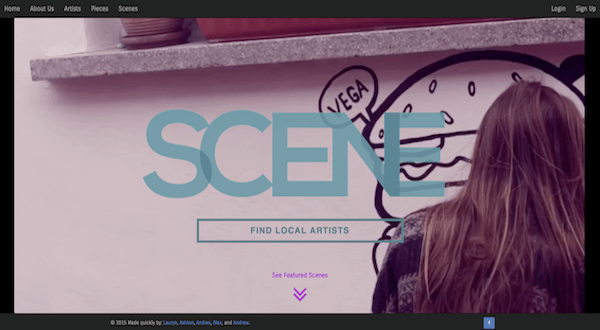 Home About Us Artists Pieces Scenes Login Sign Up
VEGA
SCENE
FIND LOCAL ARTISTS
See Featured Scenes
© 2015 Made quickly by: Lauryn, Ashton, Andres, Alex, and Andrew.
f